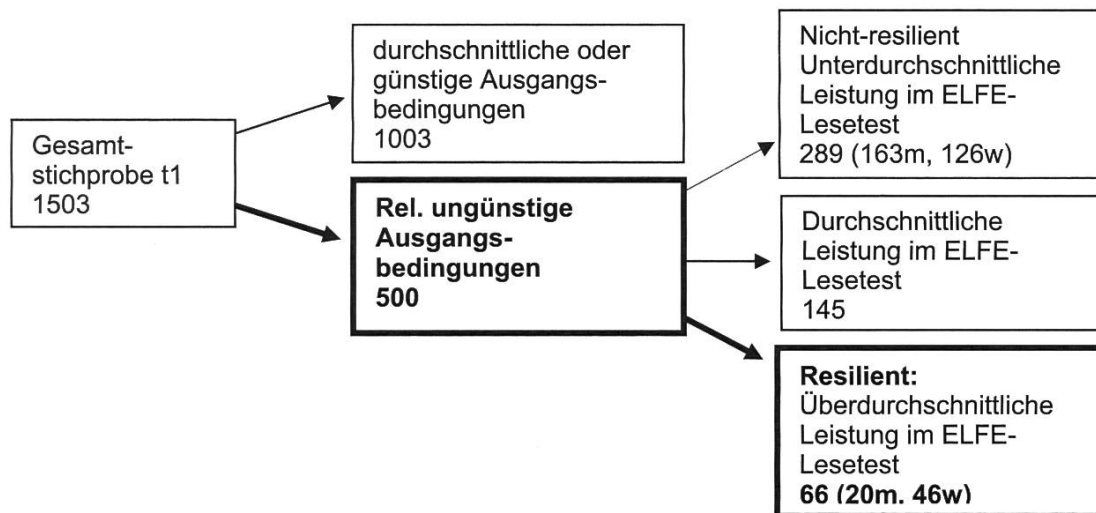 Gesamt-
stichprobe t1
1503
durchschnittliche oder
günstige Ausgangs-
bedingungen
1003
Rel. ungünstige
Ausgangs-
bedingungen
500
Nicht-resilient
Unterdurchschnittliche
Leistung im ELFE-
Lesetest
289 (163m, 126w)
Durchschnittliche
Leistung im ELFE-
Lesetest
145
Resilient:
Überdurchschnittliche
Leistung im ELFE-
Lesetest
66 (20m, 46w)